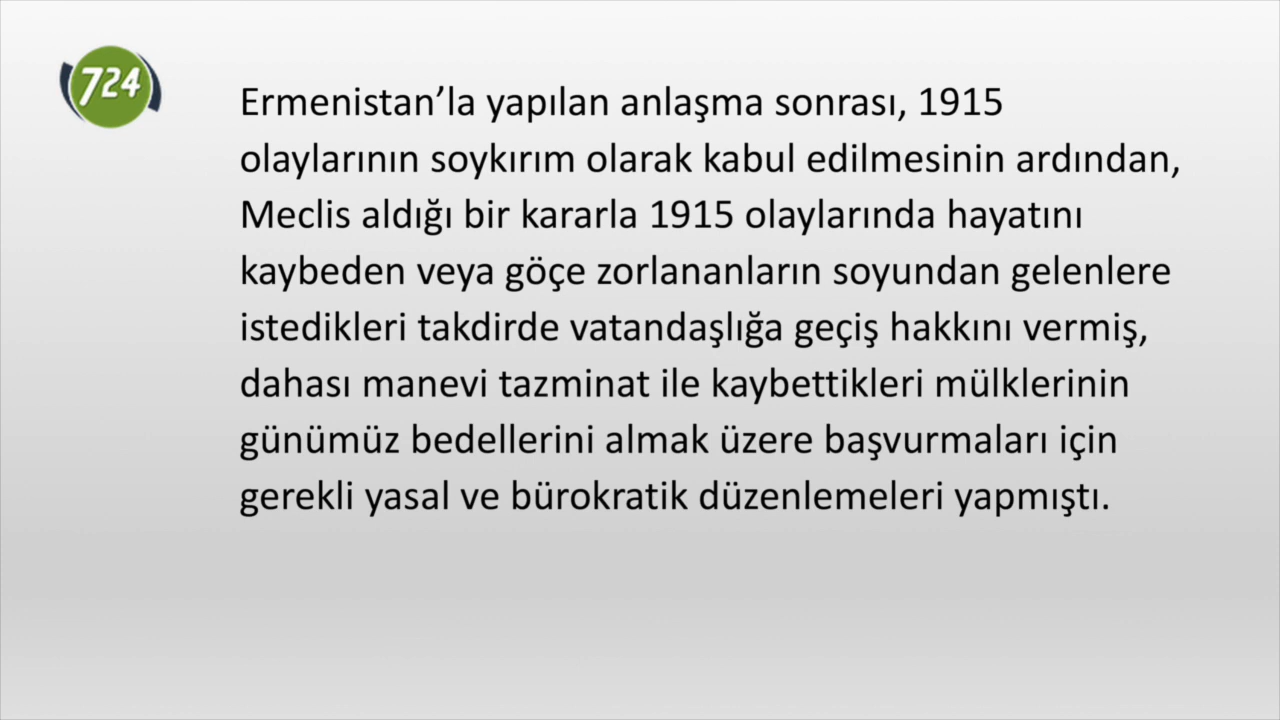 724
Ermenistan’la yapılan anlaşma sonrası, 1915
olaylarının soykırım olarak kabul edilmesinin ardından,
Meclis aldığı bir kararla 1915 olaylarında hayatını
kaybeden veya göçe zorlananların soyundan gelenlere
istedikleri takdirde vatandaşlığa geçiş hakkını vermiş,
dahası manevi tazminat ile kaybettikleri mülklerinin
günümüz bedellerini almak üzere başvurmaları için
gerekli yasal ve bürokratik düzenlemeleri yapmıştı.